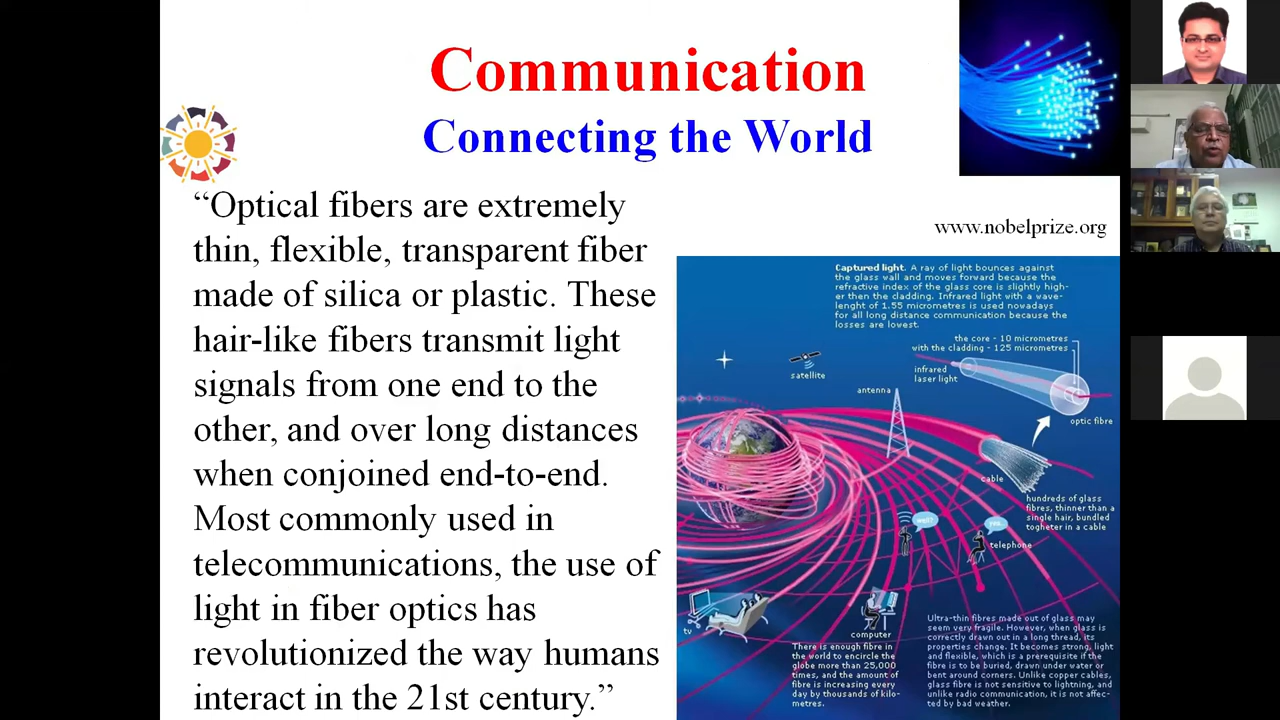 Communication
Connecting the World
“Optical fibers are extremely
thin, flexible, transparent fiber
made of silica or plastic. These
hair-like fibers transmit light
signals from one end to the
other, and over long distances
when conjoined end-to-end.
Most commonly used in
telecommunications, the use of
light in fiber optics has
revolutionized the way humans
interact in the 21st century.”
www.nobelprize.org
Captured light. A ray of light bounces against
the glass wall and moves forward because the
refractive index of the glass core is slightly high-
er then the cladding. Infrared light with a wave-
lenght of 1.55 micrometres is used nowadays
for all long distance communication because the
losses are lowest.
the core - 10 micrometres
with the cladding - 125 micrometres
infrared
laser light
satellite
antenna
optic fibre
cable
hundreds of glass
fibres, thinner than a
single hair, bundled
togheter in a cable
well?
yes..
telephone
tv
computer
There is enough fibre in
the world to encircle the
globe more than 25,000
times, and the amount of
fibre is increasing every
day by thousands of kilo-
metres.
Ultra-thin fibres made out of glass may
seem very fragile. However, when glass is
correctly drawn out in a long thread, its
properties change. It becomes strong, light
and flexible, which is a prerequisite if the
fibre is to be buried, drawn under water or
bent around corners. Unlike copper cables,
glass fibre is not sensitive to lightning, and
unlike radio communication, it is not affec-
ted by bad weather.